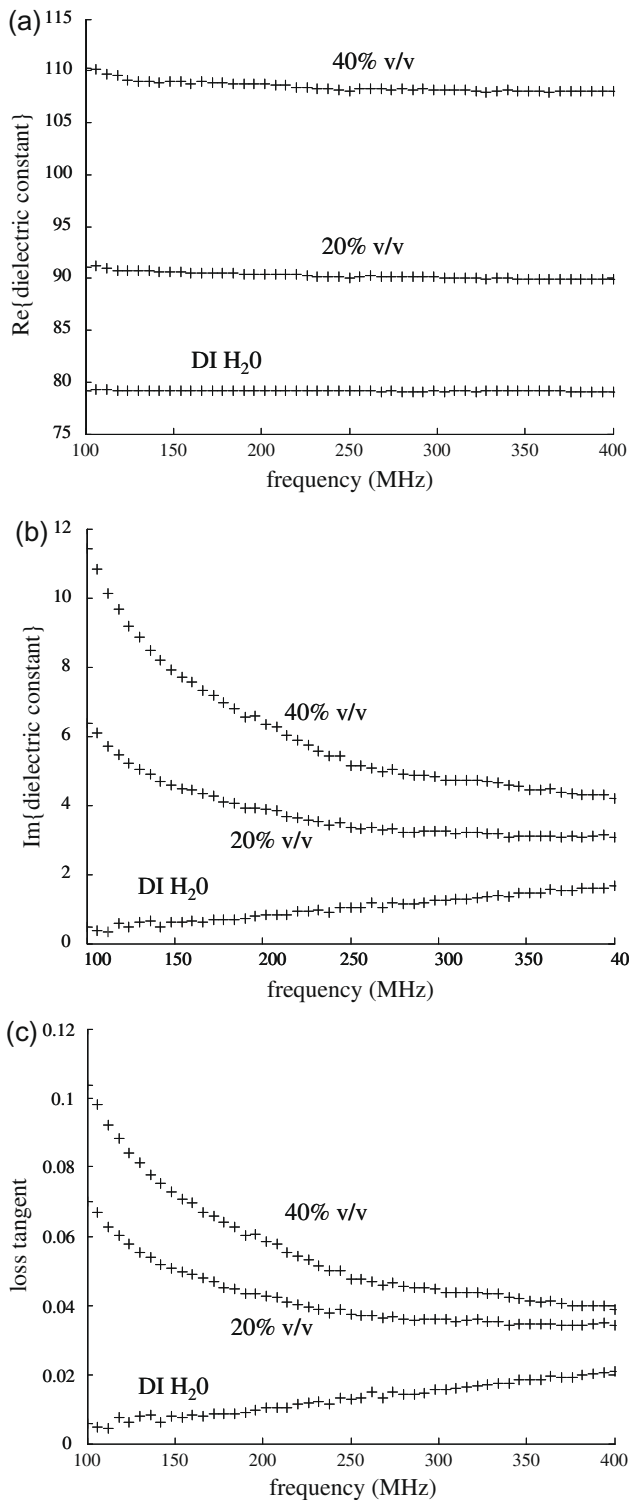 (a)
115
110
105
100
95
90
85
80
75
Re{dielectric constant}
40% v/v
20% v/v
DI H₂0
100 150 200 250 300 350 400
frequency (MHz)
(b)
12
10
8
6
4
2
0
Im{dielectric constant}
40% v/v
20% v/v
DI H₂0
100 150 200 250 300 350 40
frequency (MHz)
(c)
0.12
0.1
0.08
0.06
0.04
0.02
0
loss tangent
40% v/v
20% v/v
DI H₂0
100 150 200 250 300 350 400
frequency (MHz)